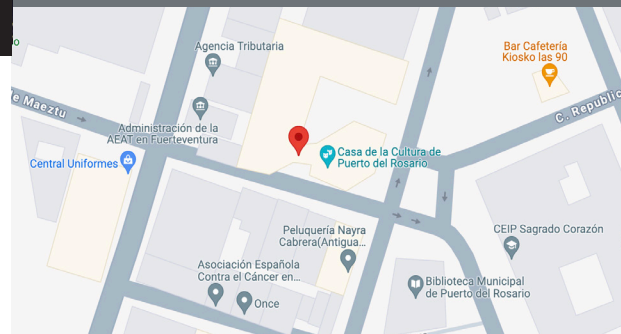 Agencia Tributaria
Bar Cafetería
Kiosko las 90
e Maeztu
C. Republic
Administración de la
AEAT en Fuerteventura
Casa de la Cultura de
Puerto del Rosario
Central Uniformes
Peluquería Nayra
Cabrera(Antigua...
CEIP Sagrado Corazón
Asociación Española
Contra el Cáncer en...
Biblioteca Municipal
de Puerto del Rosario
Once